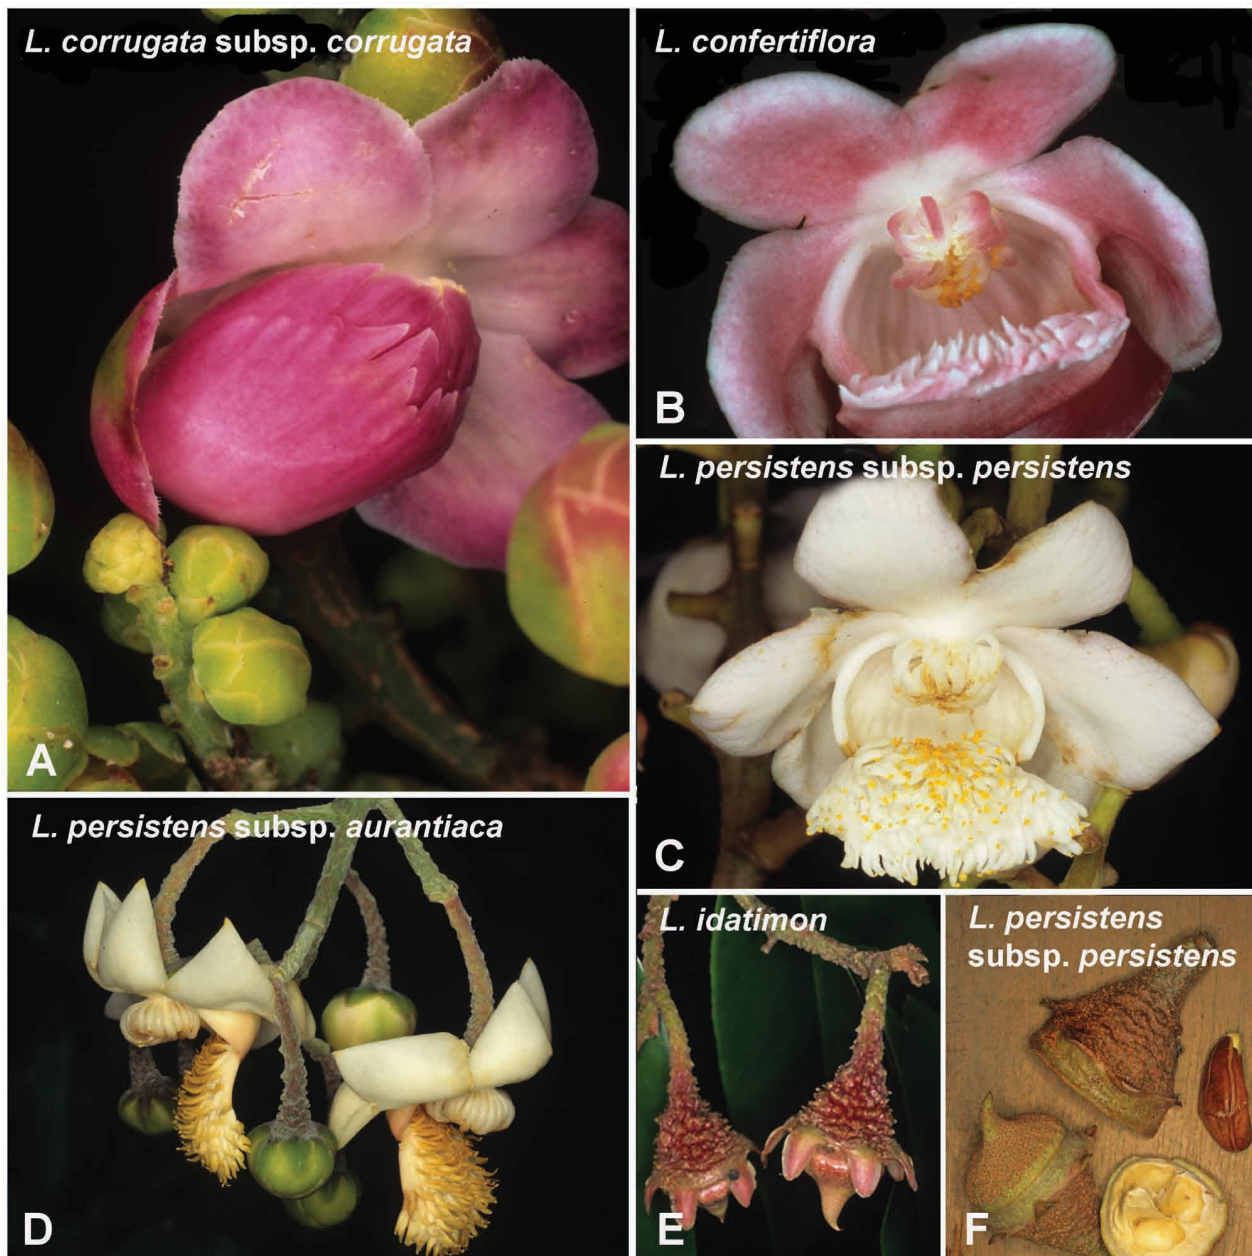 L. corrugata subsp. corrugata
A
L. confertiflora
B
L. persistens subsp. persistens
C
L. persistens subsp. aurantiaca
D
L. idatimon
E
L. persistens
subsp. persistens
F